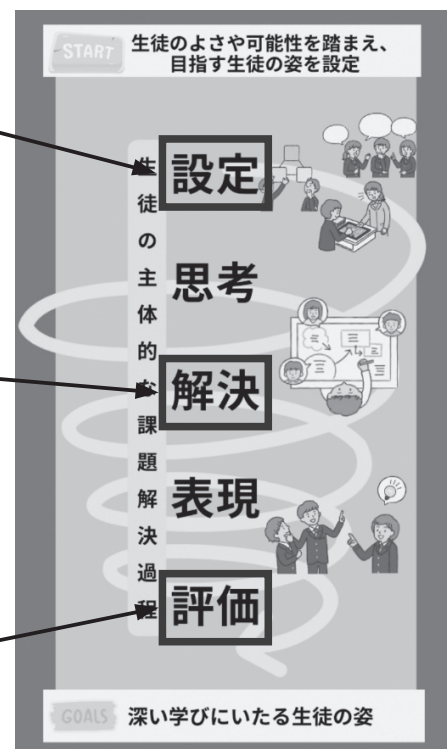 START 生徒のよさや可能性を踏まえ、
目指す生徒の姿を設定
生徒の主体的な課題解決過程
設定
思考
解決
表現
評価
GOALS 深い学びにいたる生徒の姿